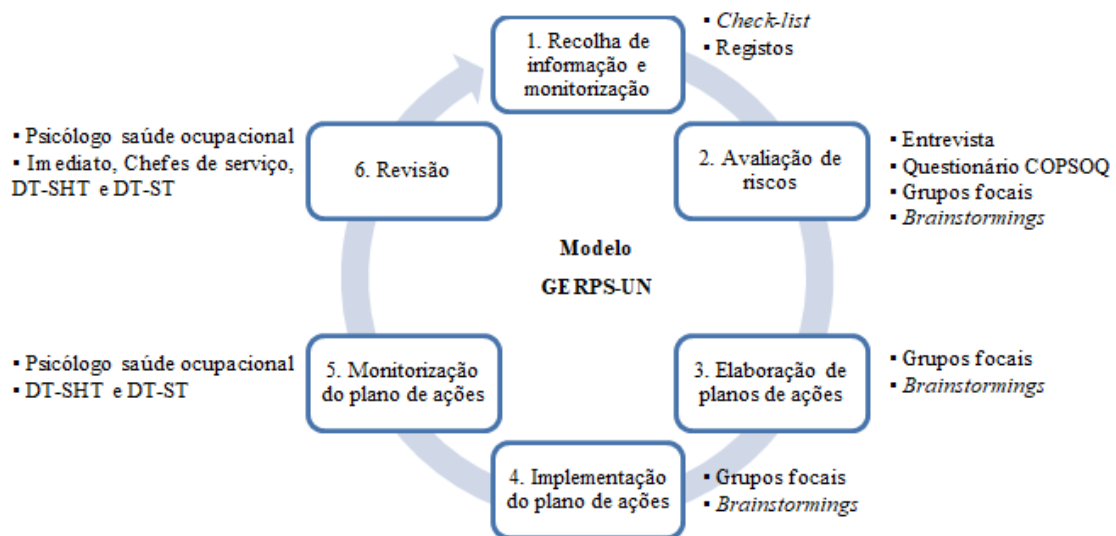 1. Recolha de
informação e
monitorização
▪ Check-list
▪ Registos
2. Avaliação de
riscos
▪ Entrevista
▪ Questionário COPSOQ
▪ Grupos focais
▪ Brainstormings
3. Elaboração de
planos de ações
▪ Grupos focais
▪ Brainstormings
4. Implementação
do plano de ações
▪ Grupos focais
▪ Brainstormings
5. Monitorização
do plano de ações
▪ Psicólogo saúde ocupacional
▪ DT-SHT e DT-ST
6. Revisão
▪ Psicólogo saúde ocupacional
▪ Imediato, Chefes de serviço,
DT-SHT e DT-ST
Modelo
GERPS-UN